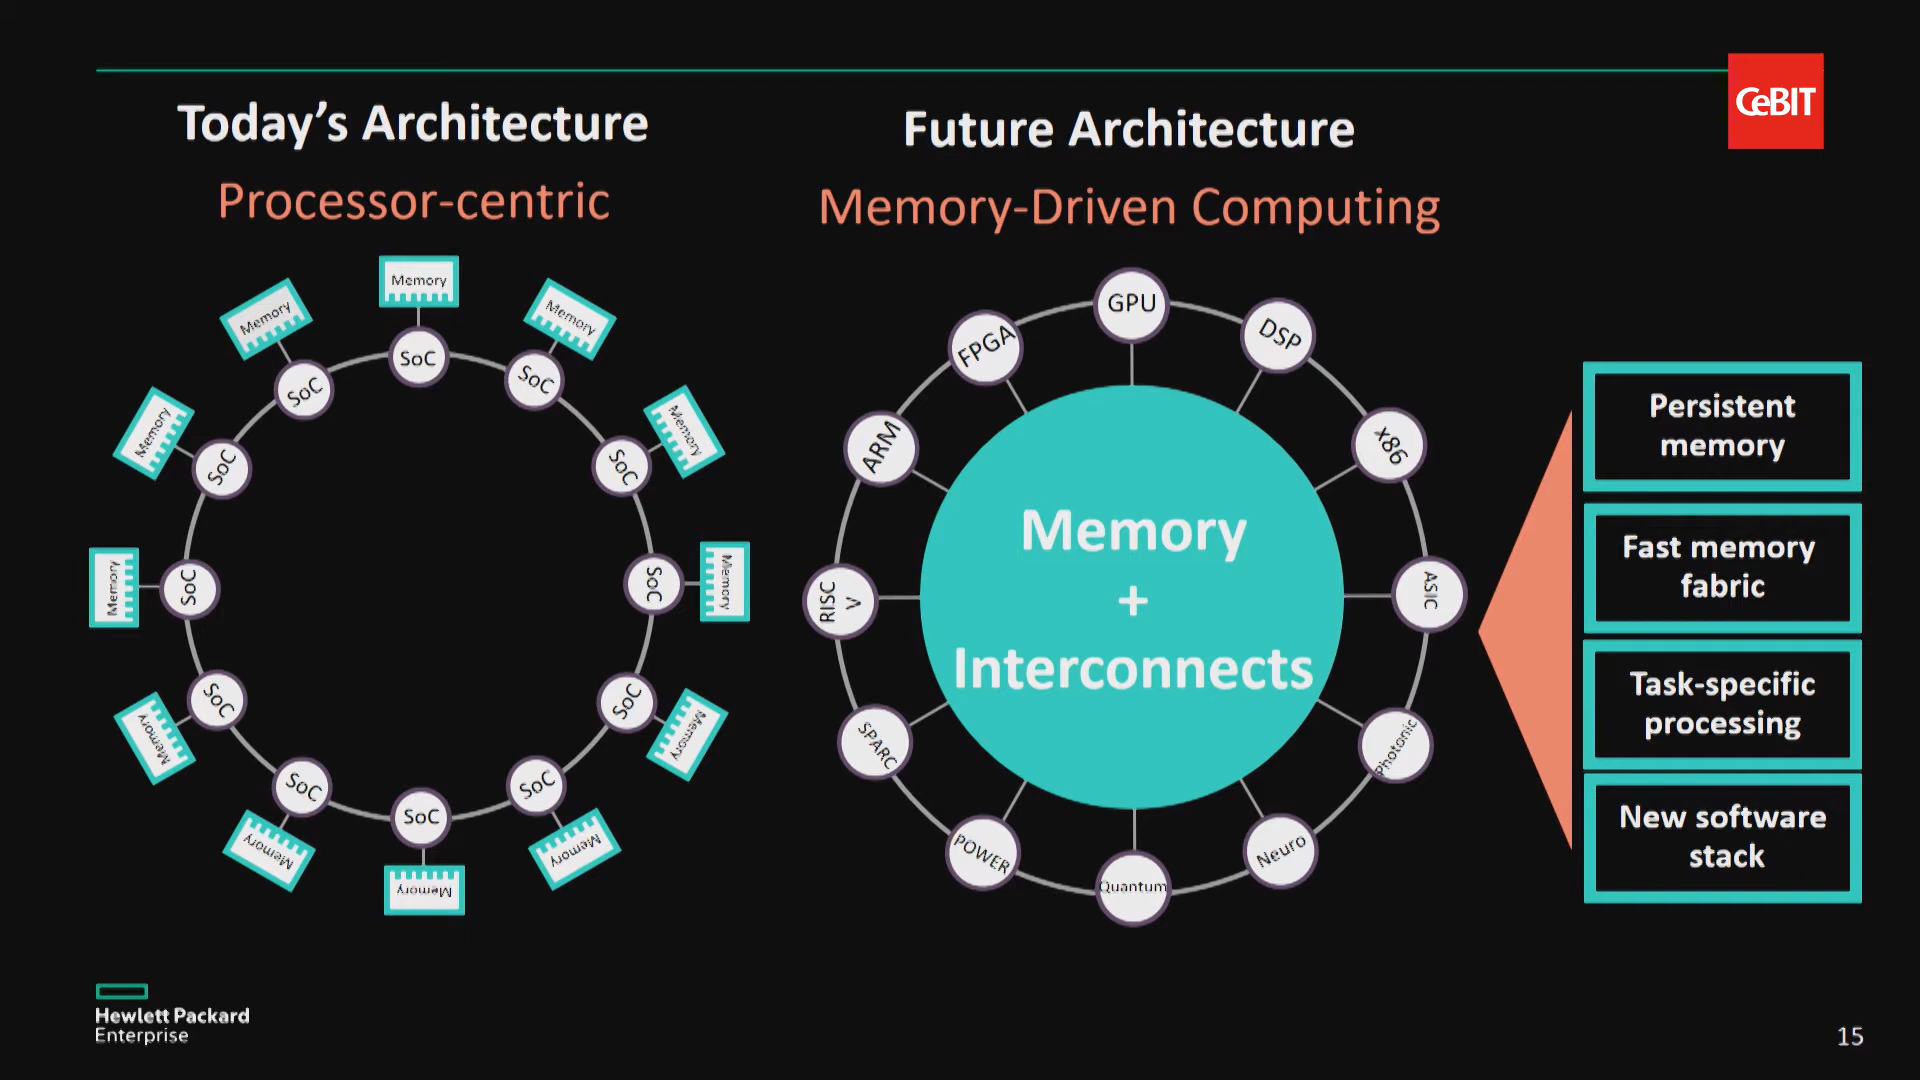 CeBIT
Today's Architecture
Processor-centric
Memory
Memory
Memory
Memory
Memory
Memory
Memory
Memory
Memory
Memory
Memory
Memory
SoC
SoC
SoC
SoC
SoC
SoC
SoC
SoC
SoC
SoC
SoC
SoC
Future Architecture
Memory-Driven Computing
GPU
DSP
x86
ASIC
Photonic
Neuro
Quantum
POWER
SPARC
RISC
V
ARM
FPGA
Memory
+
Interconnects
Persistent
memory
Fast memory
fabric
Task-specific
processing
New software
stack
Hewlett Packard
Enterprise
15